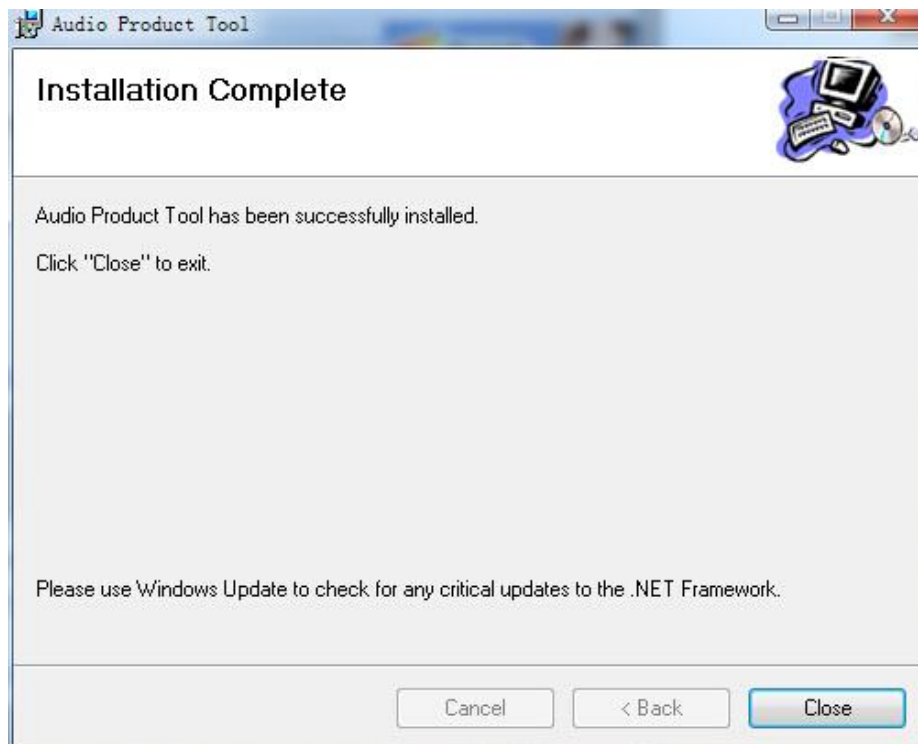 Audio Product Tool
Installation Complete
Audio Product Tool has been successfully installed.
Click "Close" to exit.
Please use Windows Update to check for any critical updates to the .NET Framework.
Cancel
< Back
Close